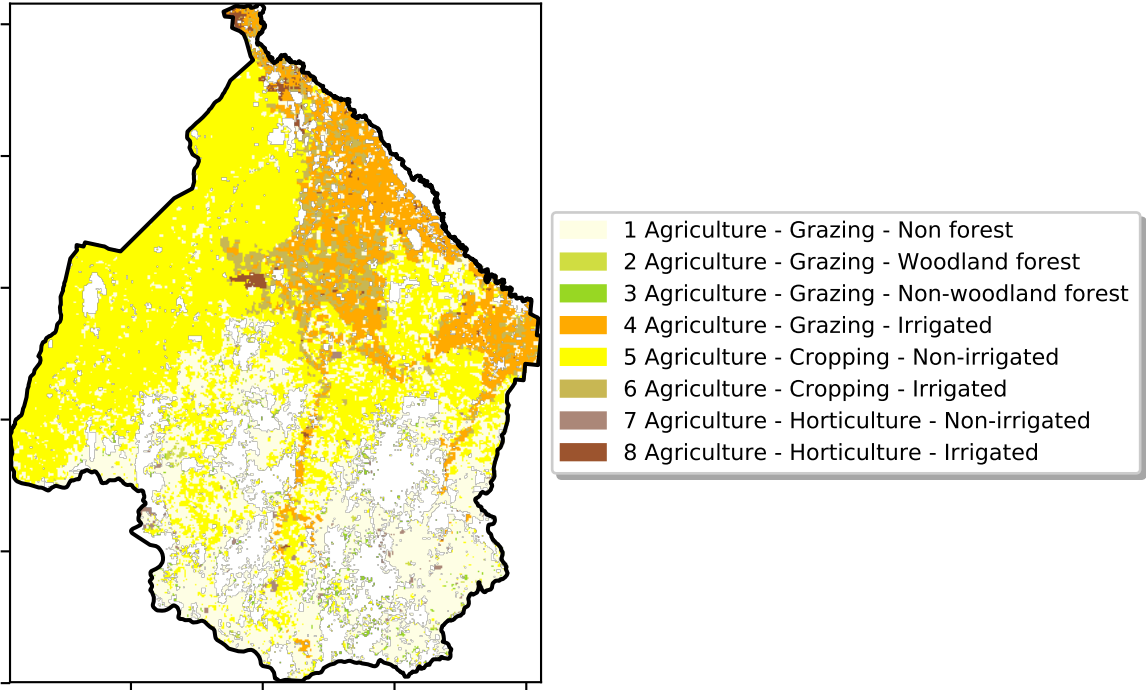 1 Agriculture - Grazing - Non forest
2 Agriculture - Grazing - Woodland forest
3 Agriculture - Grazing - Non-woodland forest
4 Agriculture - Grazing - Irrigated
5 Agriculture - Cropping - Non-irrigated
6 Agriculture - Cropping - Irrigated
7 Agriculture - Horticulture - Non-irrigated
8 Agriculture - Horticulture - Irrigated